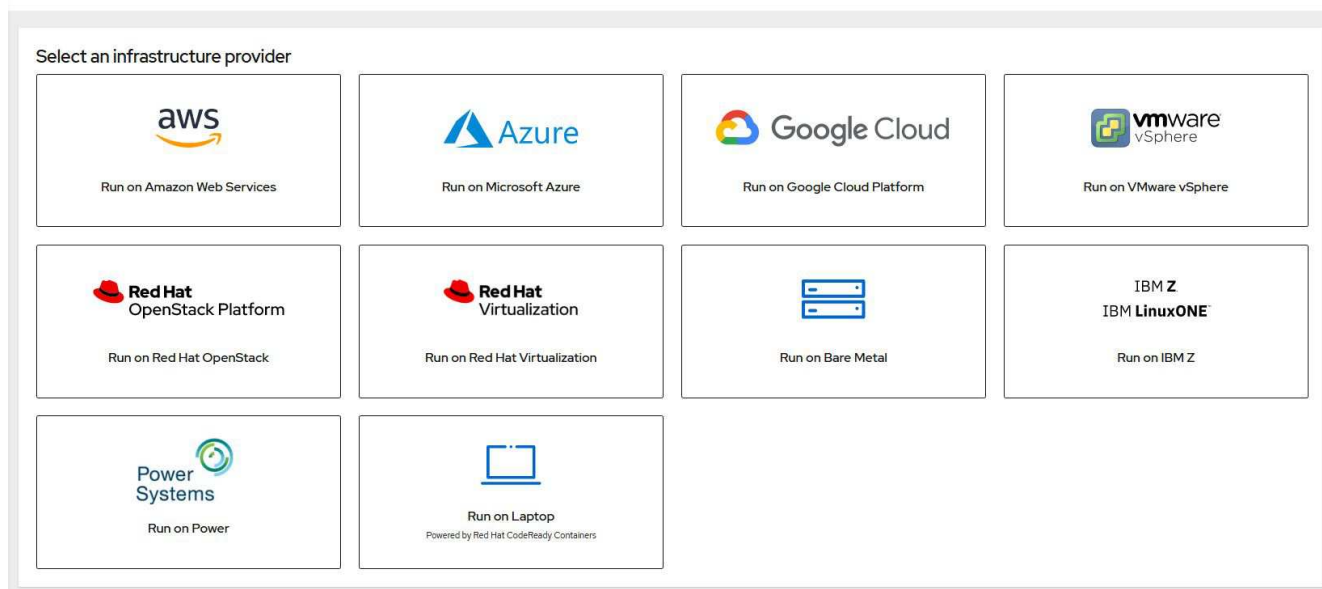 Select an infrastructure provider
aws
Run on Amazon Web Services
Azure
Run on Microsoft Azure
Google Cloud
Run on Google Cloud Platform
vmware
vSphere
Run on VMware vSphere
Red Hat
OpenStack Platform
Run on Red Hat OpenStack
Red Hat
Virtualization
Run on Red Hat Virtualization
Run on Bare Metal
IBM Z
IBM LinuxONE™
Run on IBM Z
Power
Systems
Run on Power
Run on Laptop
Powered by Red Hat CodeReady Containers